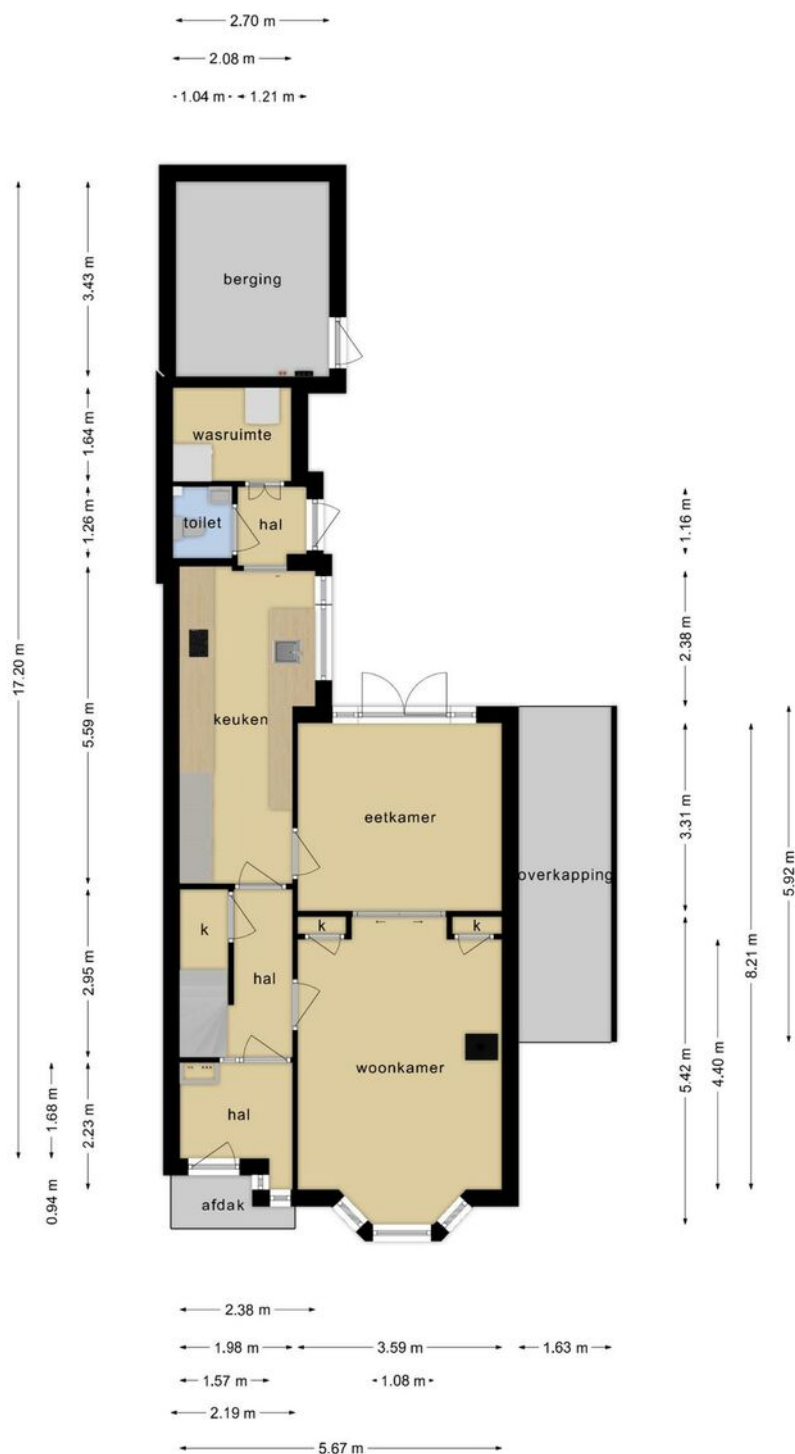 2.70 m
2.08 m
1.04 m
1.21 m
berging
3.43 m
wasruimte
1.64 m
toilet
hal
1.26 m
1.16 m
17.20 m
2.38 m
keuken
5.59 m
eetkamer
3.31 m
5.92 m
overkapping
k
k
k
8.21 m
hal
2.95 m
woonkamer
5.42 m
4.40 m
hal
1.68 m
2.23 m
0.94 m
afdak
2.38 m
1.98 m
3.59 m
1.63 m
1.57 m
1.08 m
2.19 m
5.67 m